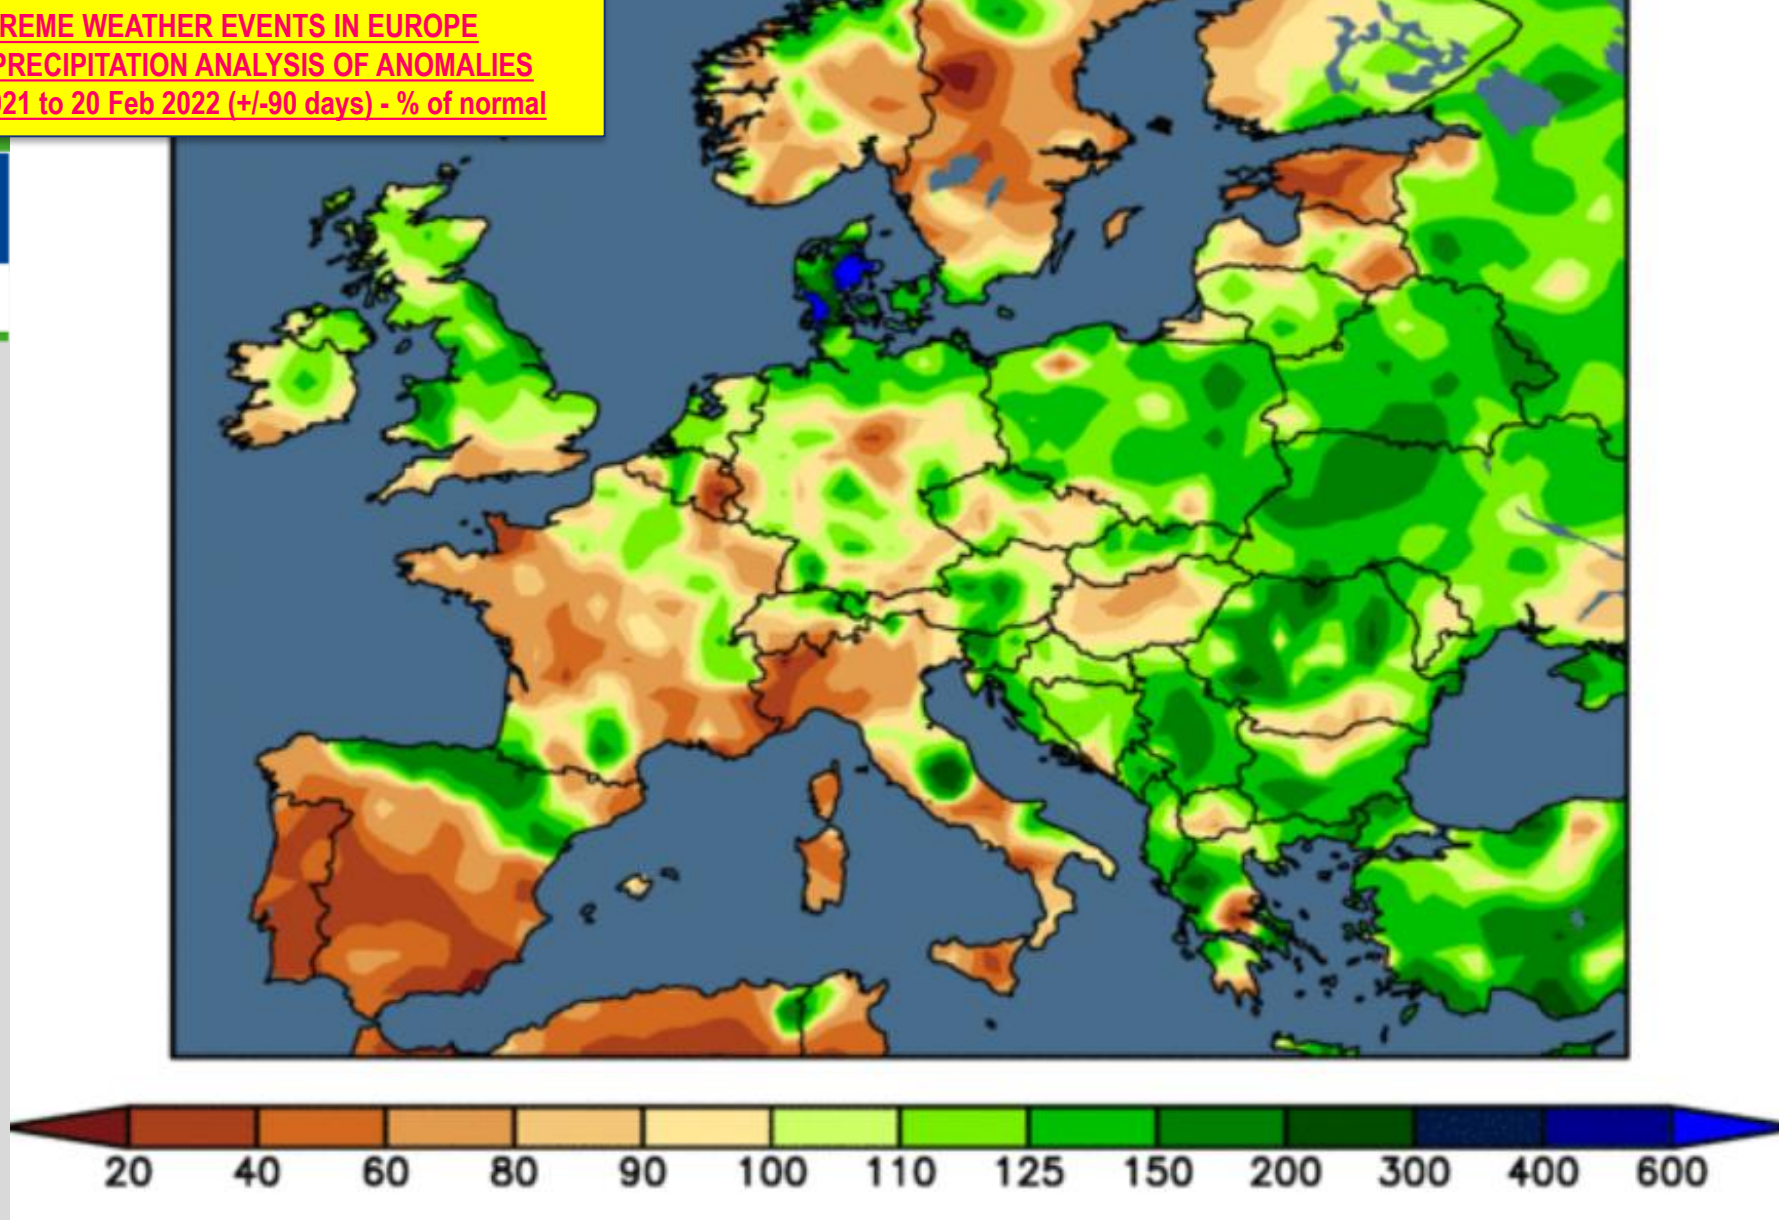 REME WEATHER EVENTS IN EUROPE
PRECIPITATION ANALYSIS OF ANOMALIES
021 to 20 Feb 2022 (+/-90 days) - % of normal
20 40 60 80 90 100 110 125 150 200 300 400 600